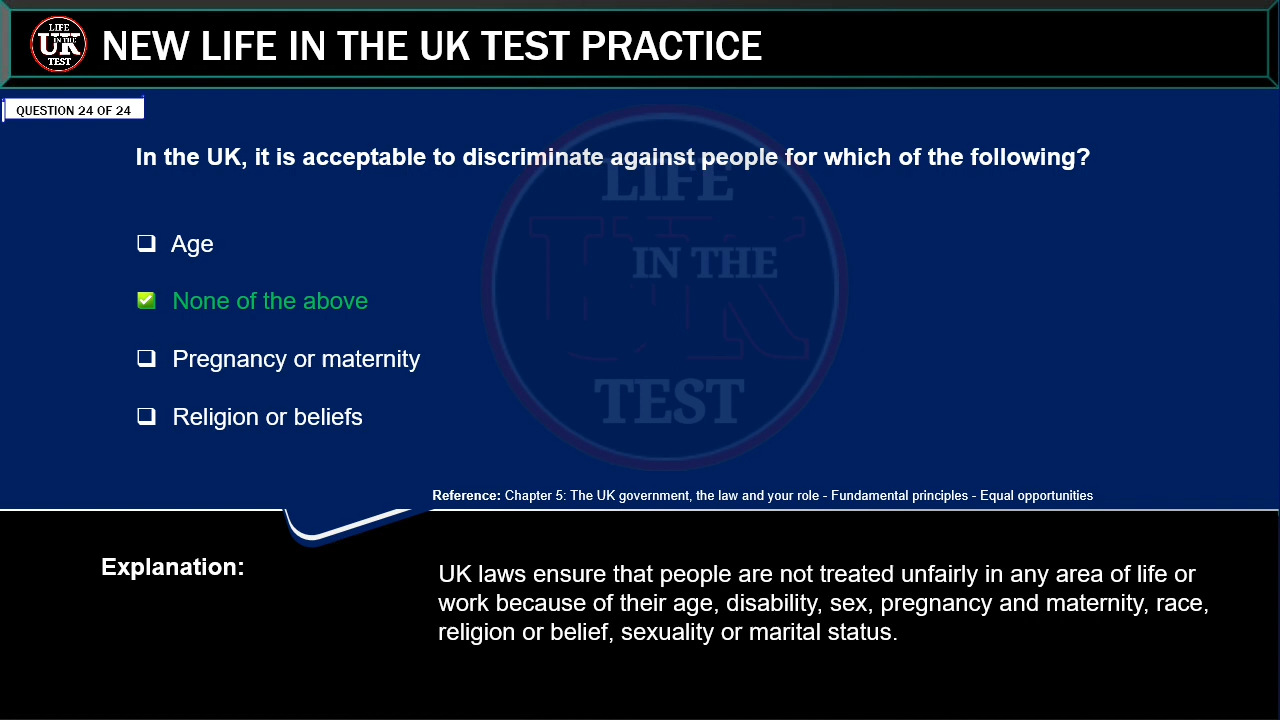 LIFE
UK
IN THE
TEST
NEW LIFE IN THE UK TEST PRACTICE
QUESTION 24 OF 24
In the UK, it is acceptable to discriminate against people for which of the following?
LIFE
UK
IN THE
TEST
Age
None of the above
Pregnancy or maternity
Religion or beliefs
Reference: Chapter 5: The UK government, the law and your role - Fundamental principles - Equal opportunities
Explanation:
UK laws ensure that people are not treated unfairly in any area of life or
work because of their age, disability, sex, pregnancy and maternity, race,
religion or belief, sexuality or marital status.